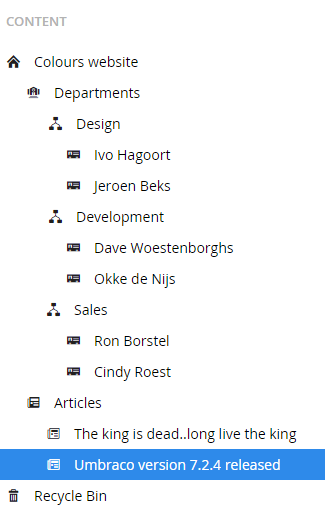 CONTENT
Colours website
Departments
Design
Ivo Hagoort
Jeroen Beks
Development
Dave Woestenborghs
Okke de Nijs
Sales
Ron Borstel
Cindy Roest
Articles
The king is dead..long live the king
Umbraco version 7.2.4 released
Recycle Bin